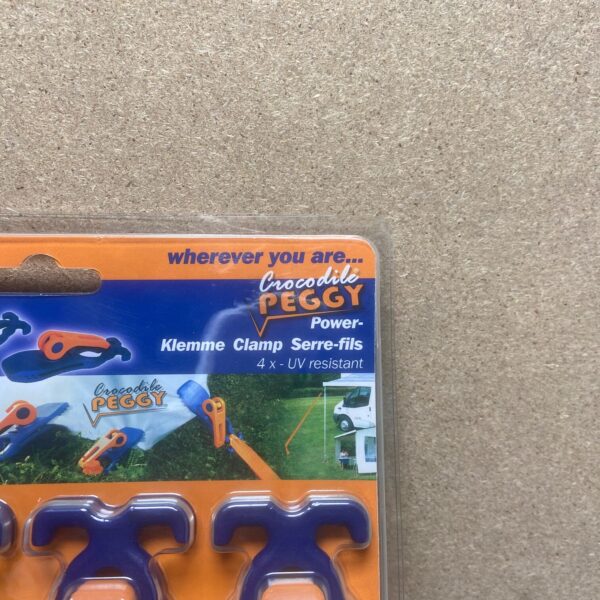 wherever you are...
Crocodile
PEGGY
Power-
Klemme Clamp Serre-fils
4 x - UV resistant
Crocodile
PEGGY